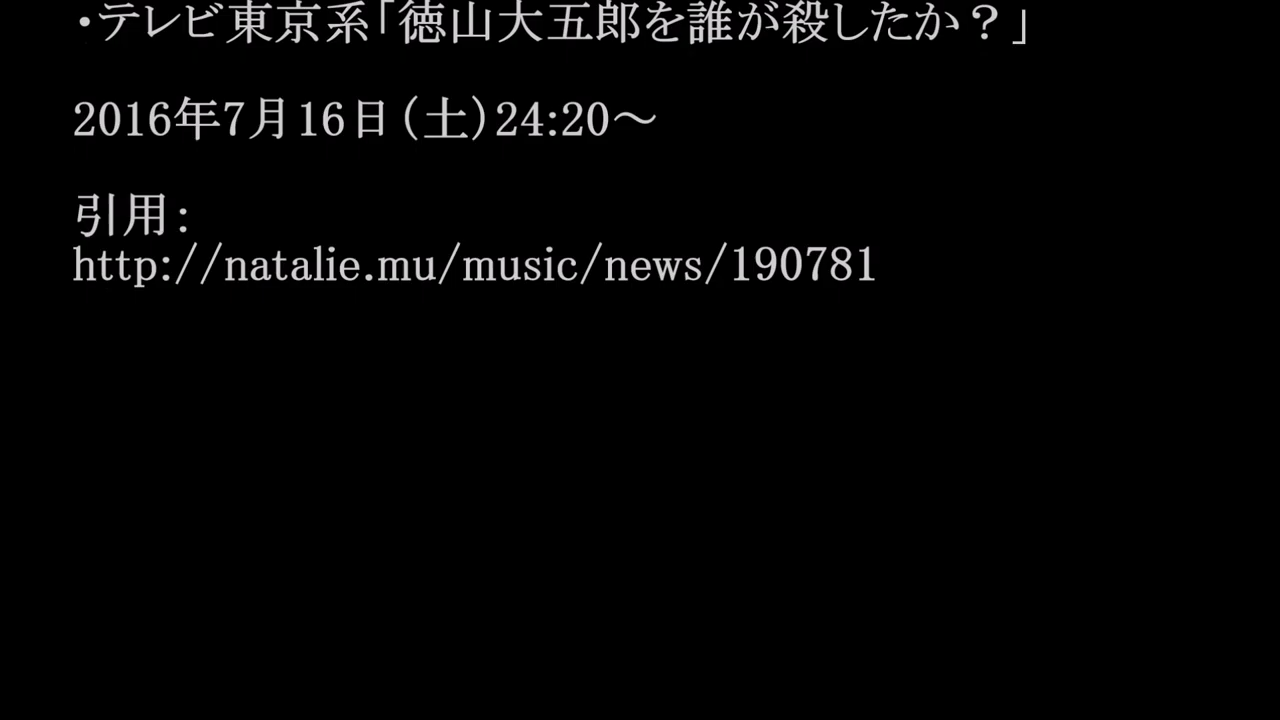 ・テレビ東京系「徳山大五郎を誰が殺したか？」
2016年7月16日（土）24:20～
引用：
http://natalie.mu/music/news/190781